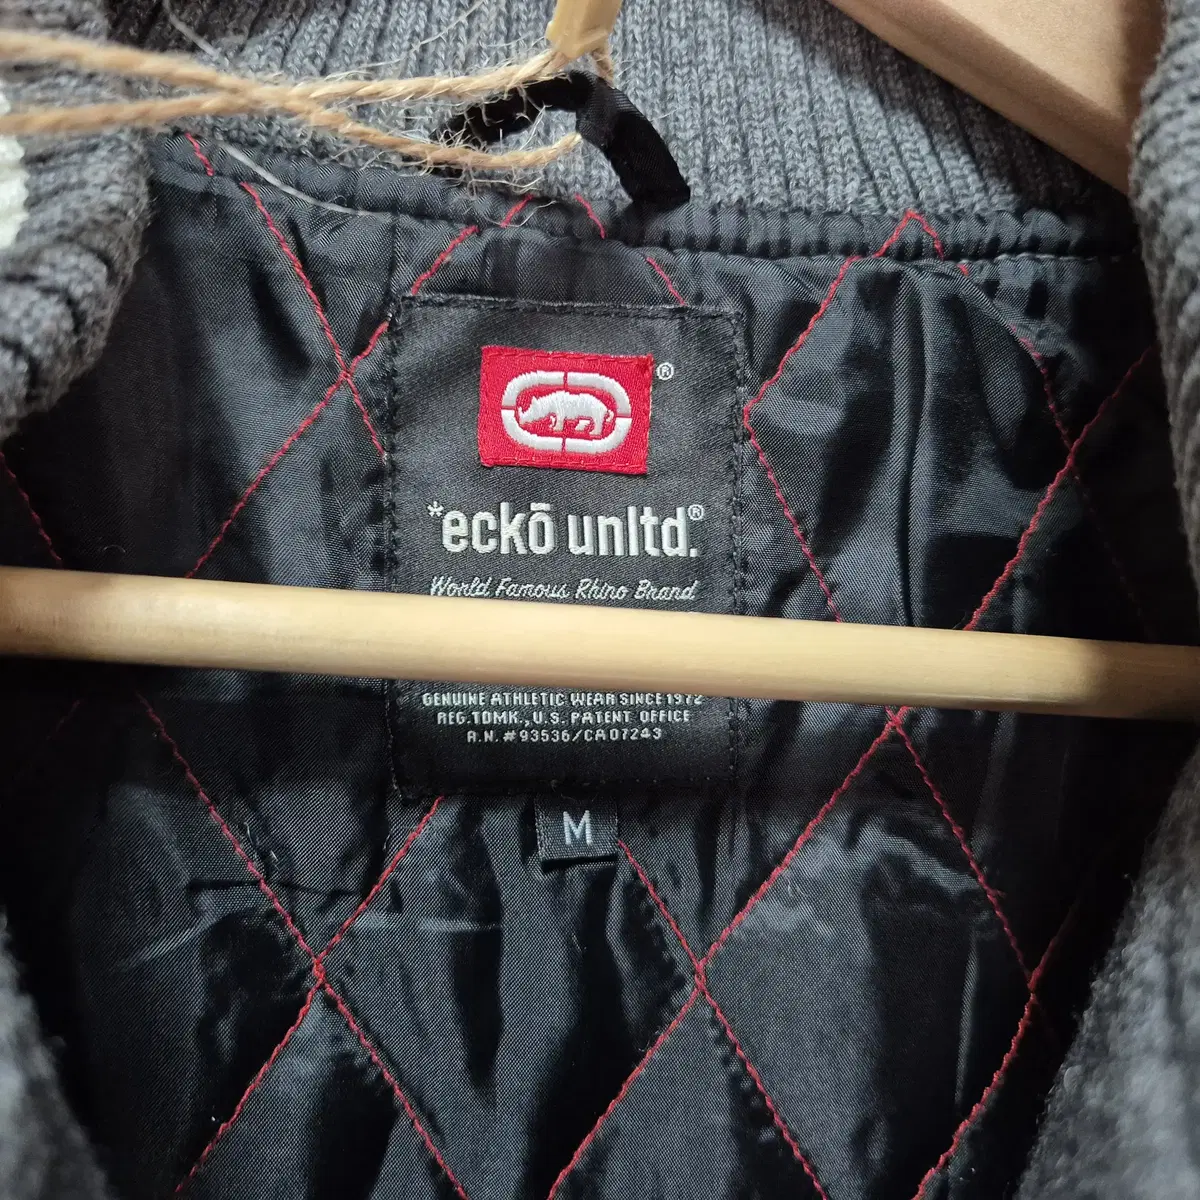 ®
*eckō unltd.®
World Famous Rhino Brand
GENUINE ATHLETIC WEAR SINCE 1972
REG.TDMK., U.S. PATENT OFFICE
R.N. #93536/CA07243
M